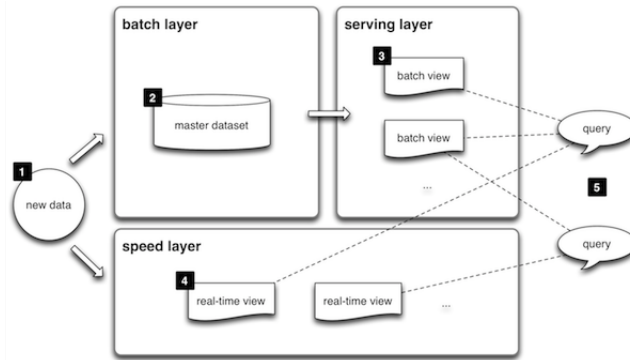 batch layer
serving layer
3
batch view
2
master dataset
batch view
query
1
new data
...
5
speed layer
query
4
real-time view
real-time view
...